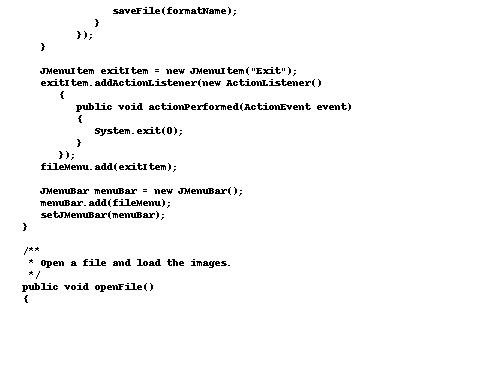 saveFile(formatName);
}
});
}
JMenuItem exitItem = new JMenuItem("Exit");
exitItem.addActionListener(new ActionListener()
{
public void actionPerformed(ActionEvent event)
{
System.exit(0);
}
});
fileMenu.add(exitItem);
JMenuBar menuBar = new JMenuBar();
menuBar.add(fileMenu);
setJMenuBar(menuBar);
}
/**
* Open a file and load the images.
*/
public void openFile()
{